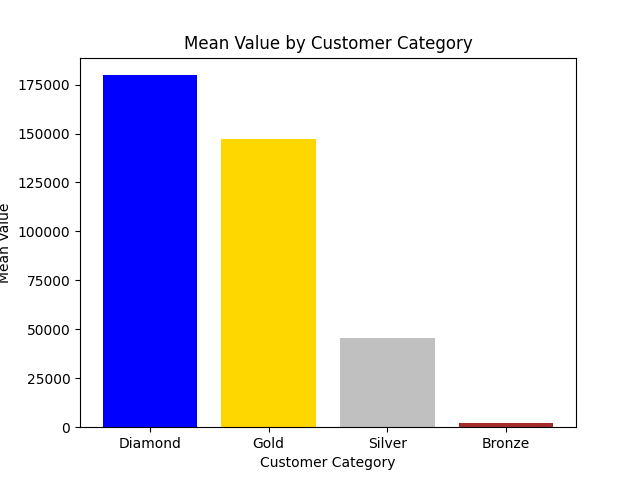 Mean Value by Customer Category
Mean Value
175000
150000
125000
100000
75000
50000
25000
0
Diamond Gold Silver Bronze
Customer Category